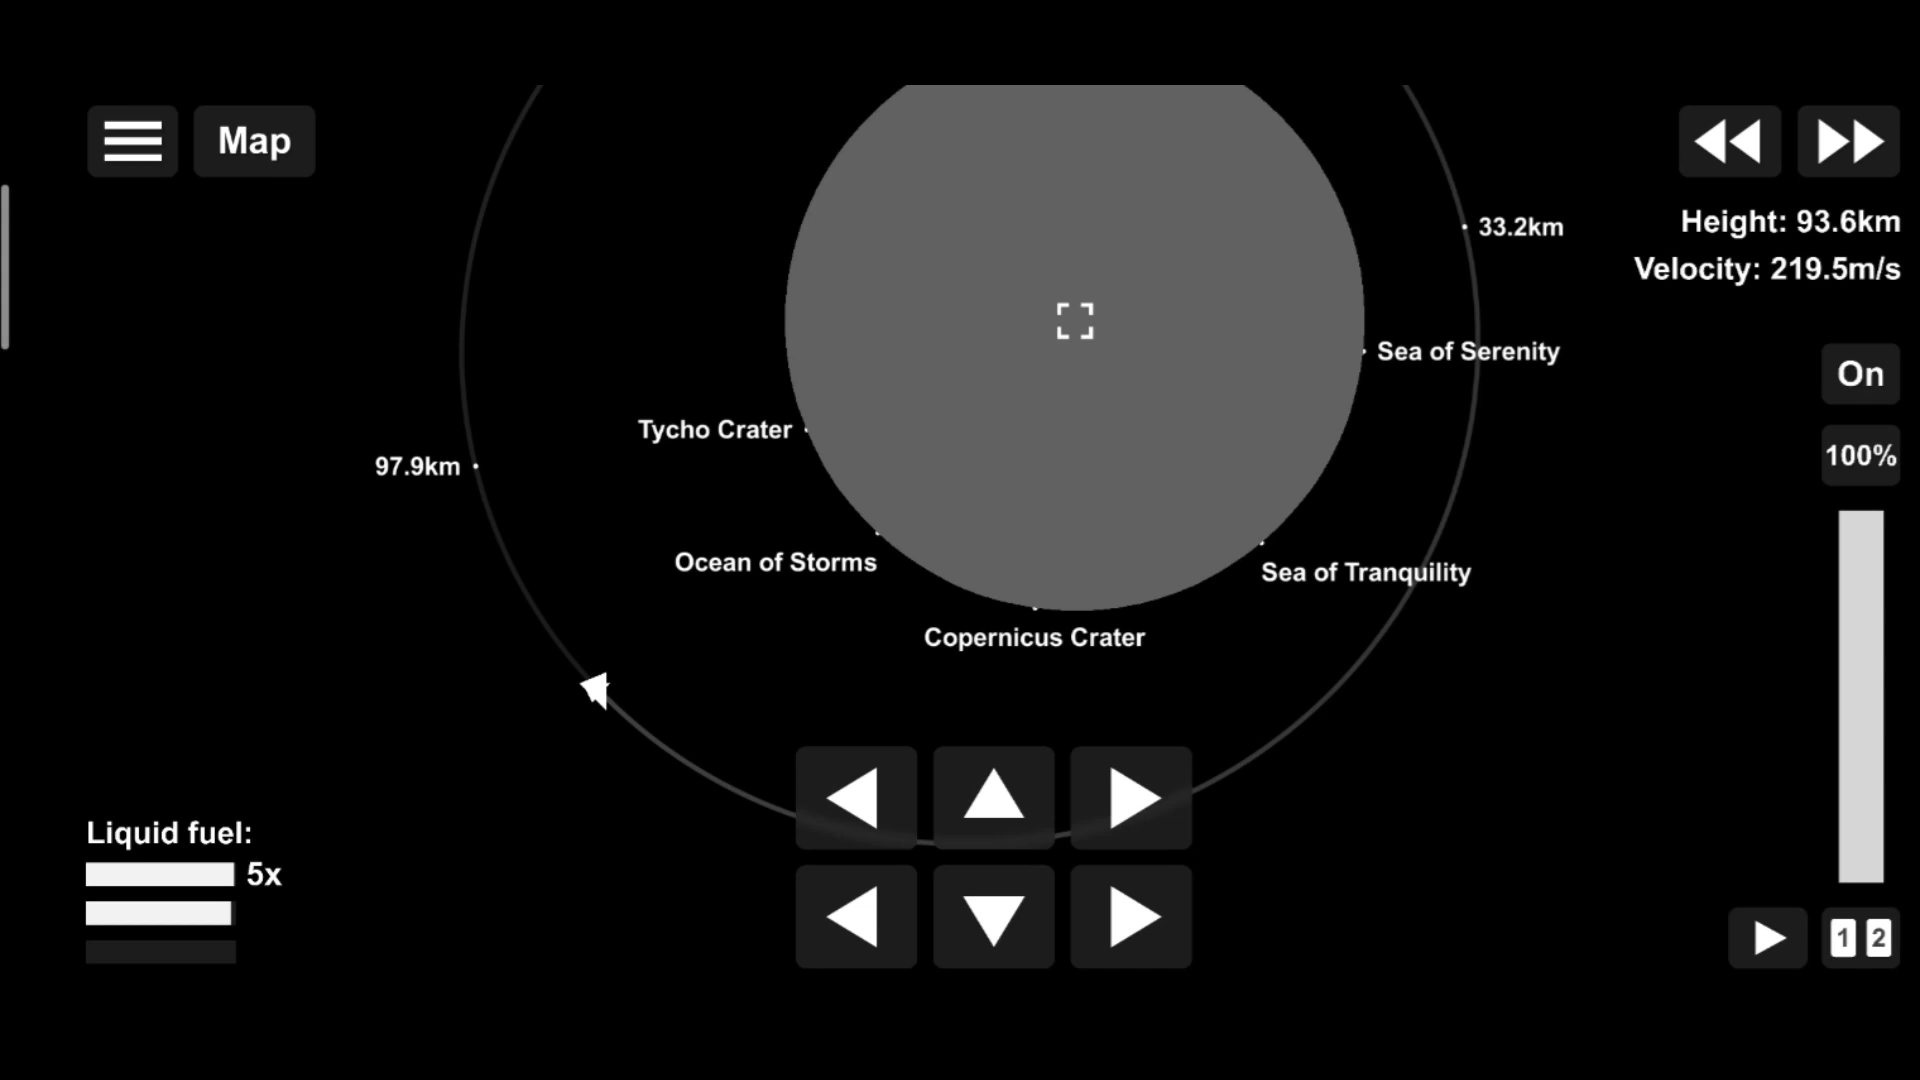 Map
33.2km
Height: 93.6km
Velocity: 219.5m/s
Sea of Serenity
On
Tycho Crater
100%
97.9km
Ocean of Storms
Sea of Tranquility
Copernicus Crater
Liquid fuel:
5x
1 2